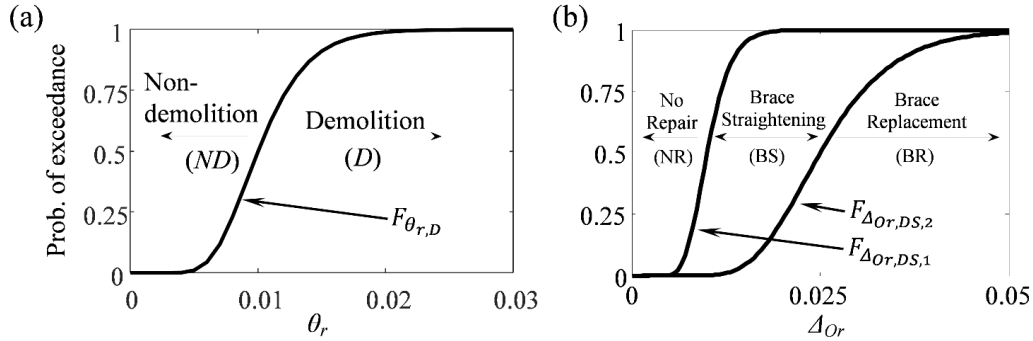 (a)
Prob. of exceedance
1
0.75
0.5
0.25
0
Non-
demolition
(ND)
Demolition
(D)
F_{θ_{r,D}}
0
0.01
0.02
0.03
θ_r
(b)
1
0.75
0.5
0.25
0
No
Repair
(NR)
Brace
Straightening
(BS)
Brace
Replacement
(BR)
F_{Δ_{Or,DS,2}}
F_{Δ_{Or,DS,1}}
0
0.025
0.05
Δ_{Or}